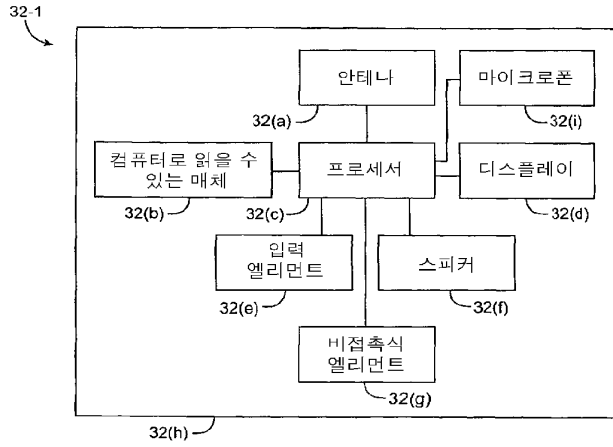 32-1
안테나
32(a)
마이크로폰
32(i)
컴퓨터로 읽을 수
있는 매체
32(b)
프로세서
32(c)
디스플레이
32(d)
입력
엘리먼트
32(e)
스피커
32(f)
비접촉식
엘리먼트
32(g)
32(h)